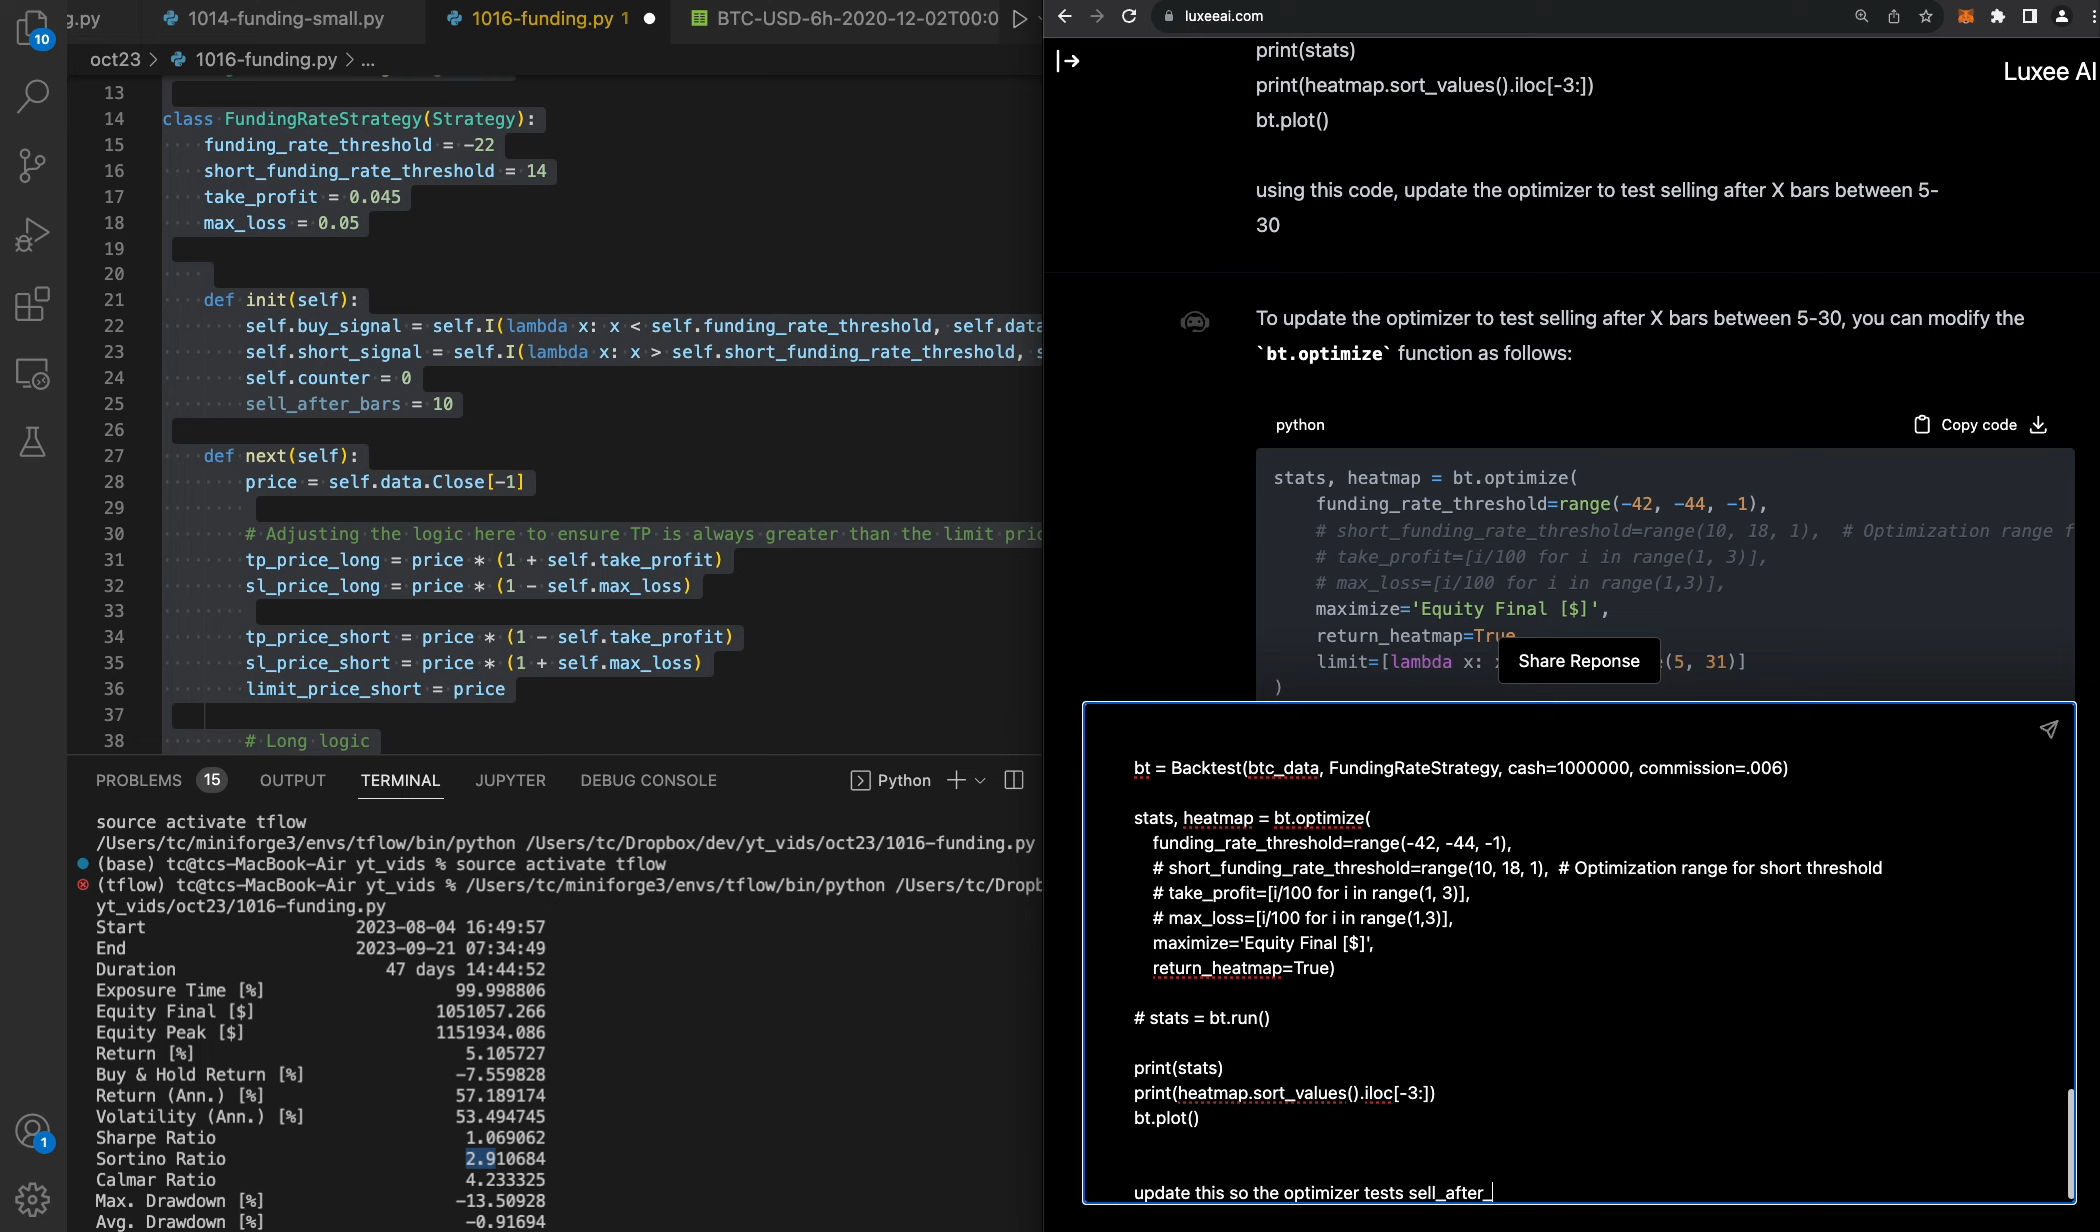 g.py
1014-funding-small.py
1016-funding.py 1
BTC-USD-6h-2020-12-02T00:0
10
oct23 > 1016-funding.py > ...
13
14 class FundingRateStrategy(Strategy):
15 funding_rate_threshold = -22
16 short_funding_rate_threshold = 14
17 take_profit = 0.045
18 max_loss = 0.05
19
20
21 def init(self):
22 self.buy_signal = self.I(lambda x: x < self.funding_rate_threshold, self.data
23 self.short_signal = self.I(lambda x: x > self.short_funding_rate_threshold, s
24 self.counter = 0
25 sell_after_bars = 10
26
27 def next(self):
28 price = self.data.Close[-1]
29
30 # Adjusting the logic here to ensure TP is always greater than the limit pric
31 tp_price_long = price * (1 + self.take_profit)
32 sl_price_long = price * (1 - self.max_loss)
33
34 tp_price_short = price * (1 - self.take_profit)
35 sl_price_short = price * (1 + self.max_loss)
36 limit_price_short = price
37
38 # Long logic
PROBLEMS 15 OUTPUT TERMINAL JUPYTER DEBUG CONSOLE Python
source activate tflow
/Users/tc/miniforge3/envs/tflow/bin/python /Users/tc/Dropbox/dev/yt_vids/oct23/1016-funding.py
(base) tc@tcs-MacBook-Air yt_vids % source activate tflow
(tflow) tc@tcs-MacBook-Air yt_vids % /Users/tc/miniforge3/envs/tflow/bin/python /Users/tc/Dropb
yt_vids/oct23/1016-funding.py
Start 2023-08-04 16:49:57
End 2023-09-21 07:34:49
Duration 47 days 14:44:52
Exposure Time [%] 99.998806
Equity Final [$] 1051057.266
Equity Peak [$] 1151934.086
Return [%] 5.105727
Buy & Hold Return [%] -7.559828
Return (Ann.) [%] 57.189174
Volatility (Ann.) [%] 53.494745
Sharpe Ratio 1.069062
Sortino Ratio 2.910684
Calmar Ratio 4.233325
Max. Drawdown [%] -13.50928
Avg. Drawdown [%] -0.91694
1
luxeeai.com
Luxee AI
print(stats)
print(heatmap.sort_values().iloc[-3:])
bt.plot()
using this code, update the optimizer to test selling after X bars between 5-
30
To update the optimizer to test selling after X bars between 5-30, you can modify the
`bt.optimize` function as follows:
python Copy code
stats, heatmap = bt.optimize(
funding_rate_threshold=range(-42, -44, -1),
# short_funding_rate_threshold=range(10, 18, 1), # Optimization range f
# take_profit=[i/100 for i in range(1, 3)],
# max_loss=[i/100 for i in range(1,3)],
maximize='Equity Final [$]',
return_heatmap=True
limit=[lambda x: (5, 31)]
)
Share Reponse
bt = Backtest(btc_data, FundingRateStrategy, cash=1000000, commission=.006)
stats, heatmap = bt.optimize(
funding_rate_threshold=range(-42, -44, -1),
# short_funding_rate_threshold=range(10, 18, 1), # Optimization range for short threshold
# take_profit=[i/100 for i in range(1, 3)],
# max_loss=[i/100 for i in range(1,3)],
maximize='Equity Final [$]',
return_heatmap=True)
# stats = bt.run()
print(stats)
print(heatmap.sort_values().iloc[-3:])
bt.plot()
update this so the optimizer tests sell_after_